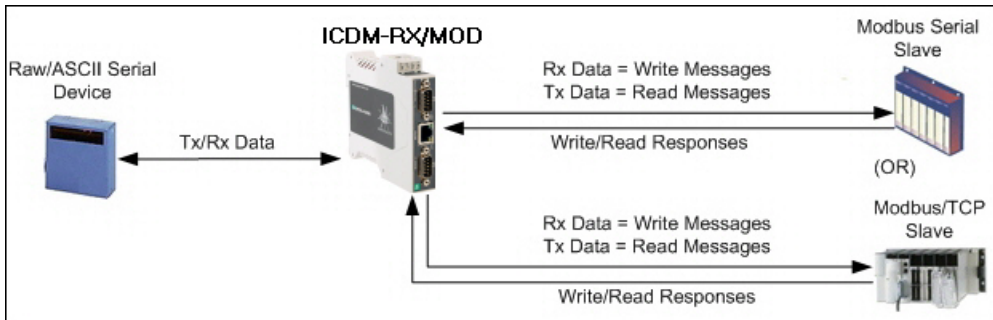 ICDM-RX/MOD
Raw/ASCII Serial
Device
Tx/Rx Data
Rx Data = Write Messages
Tx Data = Read Messages
Write/Read Responses
Modbus Serial
Slave
(OR)
Rx Data = Write Messages
Tx Data = Read Messages
Write/Read Responses
Modbus/TCP
Slave